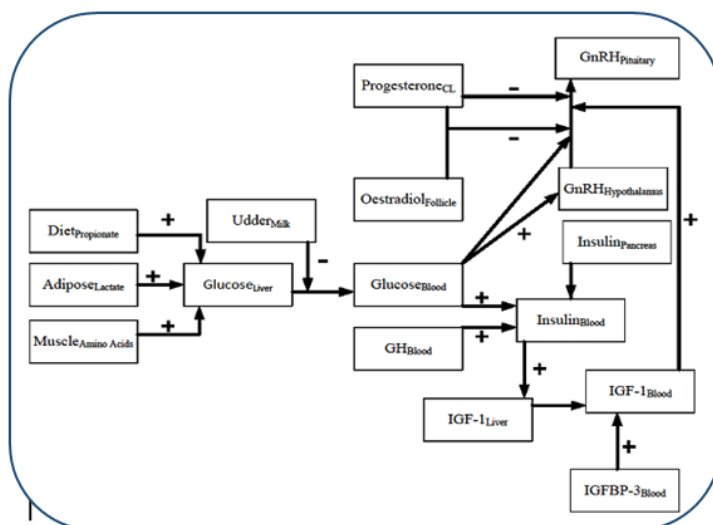 GnRHPituitary
ProgesteroneCL
-
-
OestradiolFollicle
GnRHHypothalamus
+
+
UdderMilk
DietPropionate
+
-
InsulinPancreas
AdiposeLactate
+
GlucoseLiver
GlucoseBlood
+
InsulinBlood
MuscleAmino Acids
+
GHBlood
+
+
IGF-1Liver
IGF-1Blood
+
IGFBP-3Blood